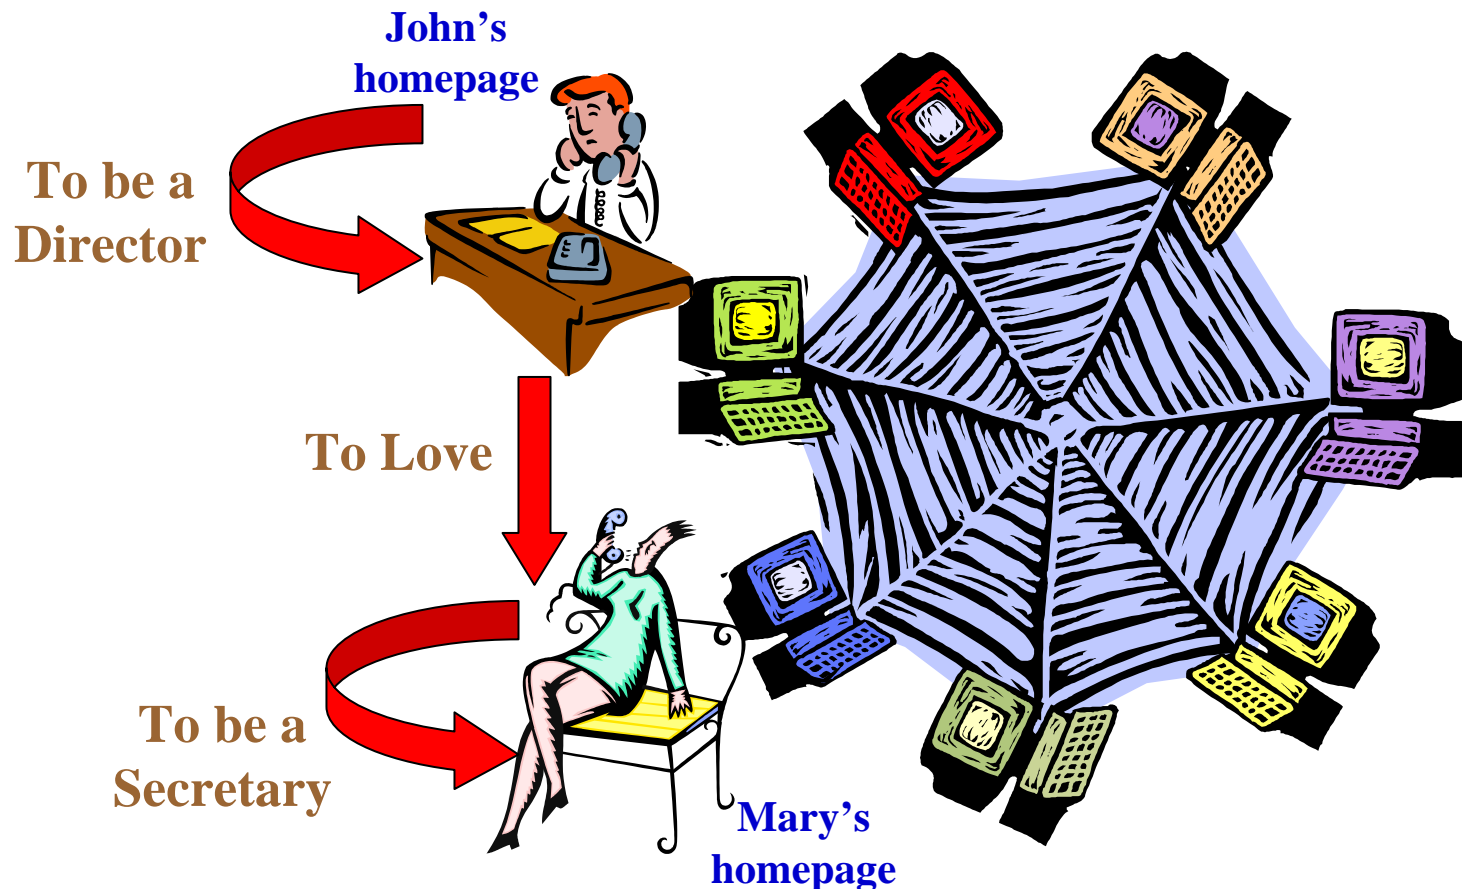 John's
homepage
To be a
Director
To Love
To be a
Secretary
Mary's
homepage